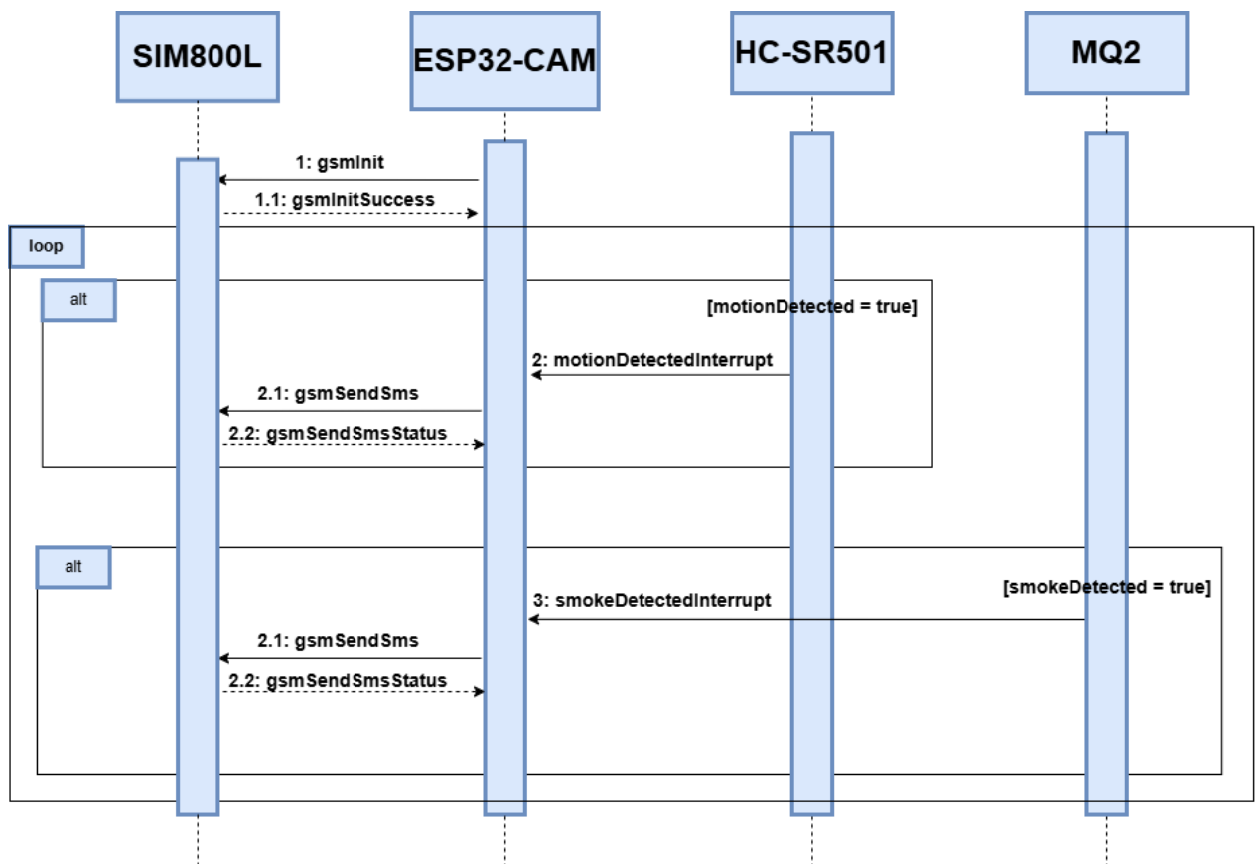 SIM800L
ESP32-CAM
HC-SR501
MQ2
1: gsmInit
1.1: gsmInitSuccess
loop
alt
[motionDetected = true]
2: motionDetectedInterrupt
2.1: gsmSendSms
2.2: gsmSendSmsStatus
alt
[smokeDetected = true]
3: smokeDetectedInterrupt
2.1: gsmSendSms
2.2: gsmSendSmsStatus